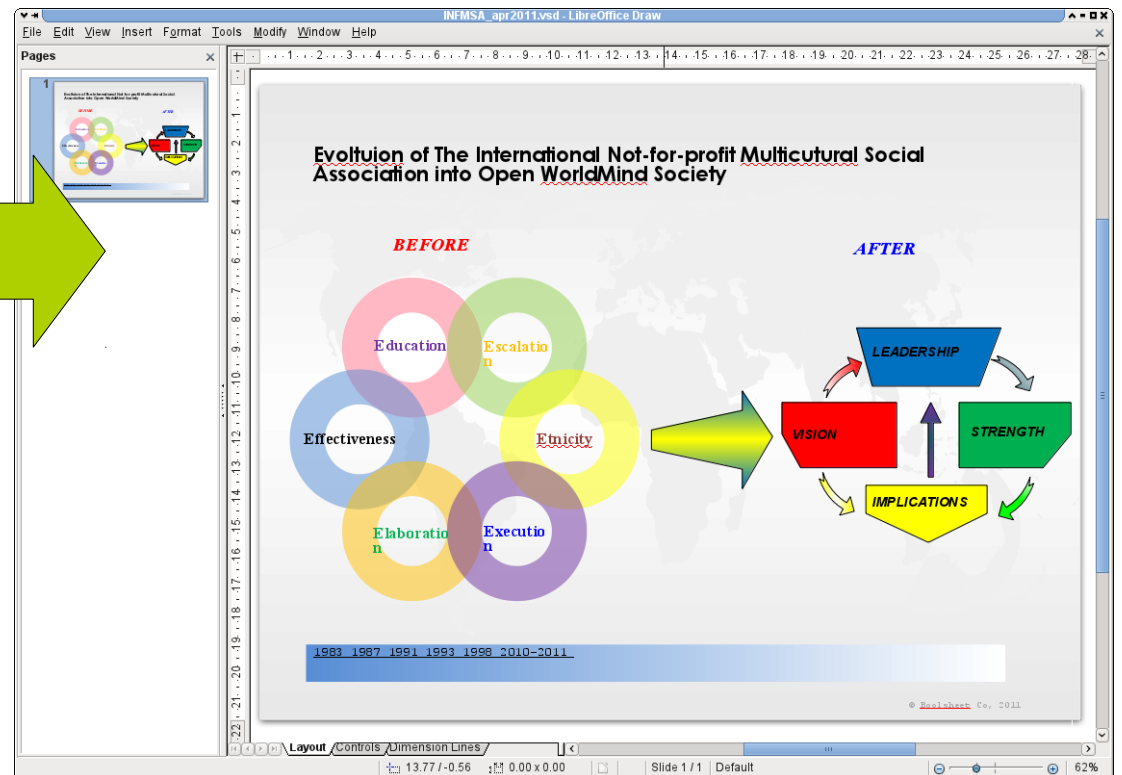 INFMSA_apr2011.vsd - LibreOffice Draw
File Edit View Insert Format Tools Modify Window Help
Pages
1
Evoltuion of The International Not-for-profit Multicutural Social
Association into Open WorldMind Society
BEFORE
AFTER
Education
Escalatio
n
Effectiveness
Etnicity
Elaboratio
n
Executio
n
LEADERSHIP
VISION
STRENGTH
IMPLICATIONS
1983 1987 1991 1993 1998 2010-2011
© Boolsheet Co, 2011
Layout Controls Dimension Lines
13.77 / -0.56 0.00 x 0.00 Slide 1 / 1 Default 62%